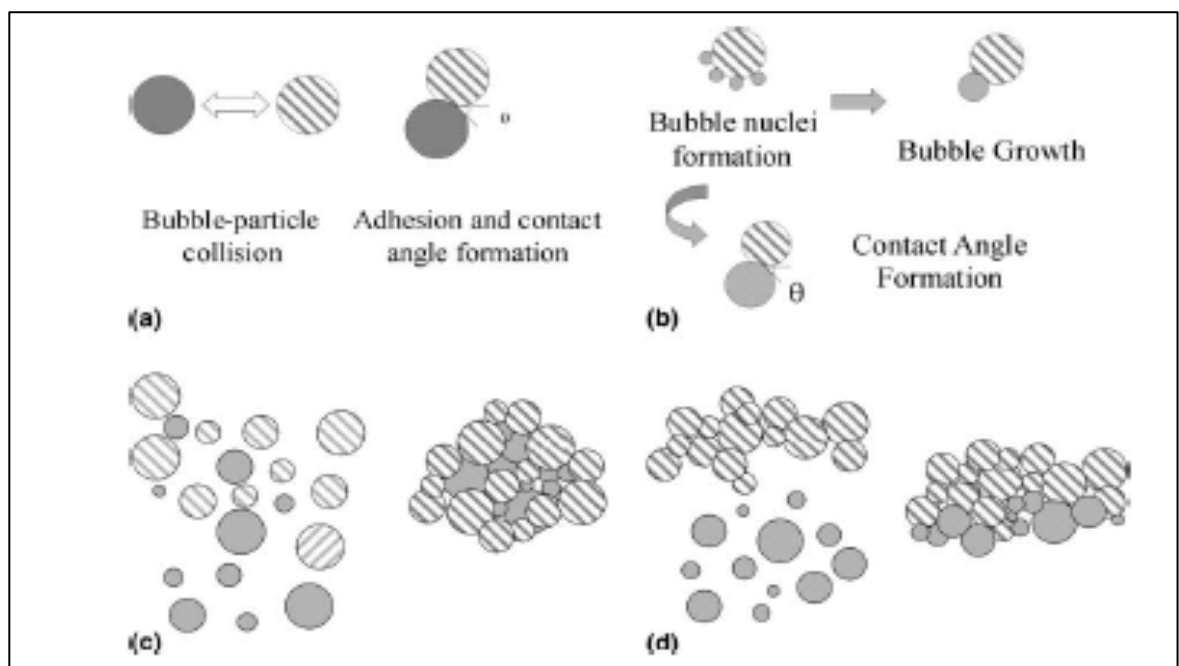 o
Bubble-particle
collision
Adhesion and contact
angle formation
(a)
Bubble nuclei
formation
Bubble Growth
Contact Angle
Formation
θ
(b)
(c)
(d)